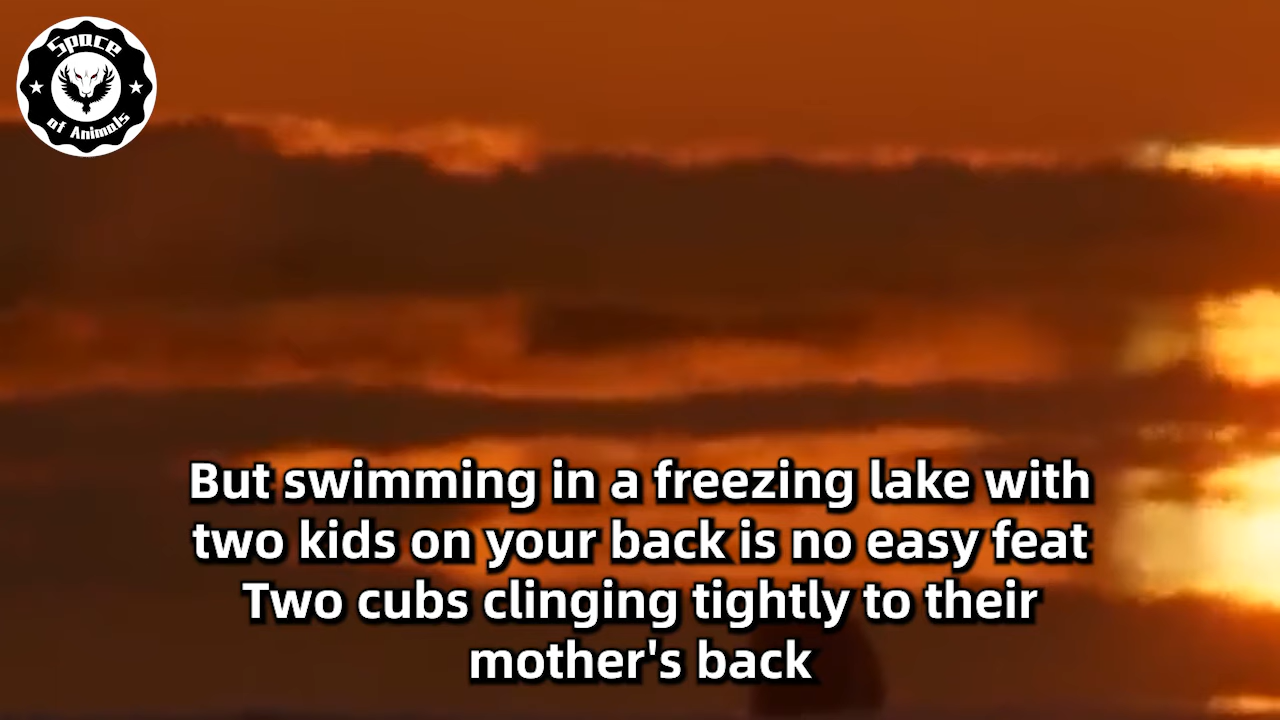 Space
of Animals
But swimming in a freezing lake with
two kids on your back is no easy feat
Two cubs clinging tightly to their
mother's back